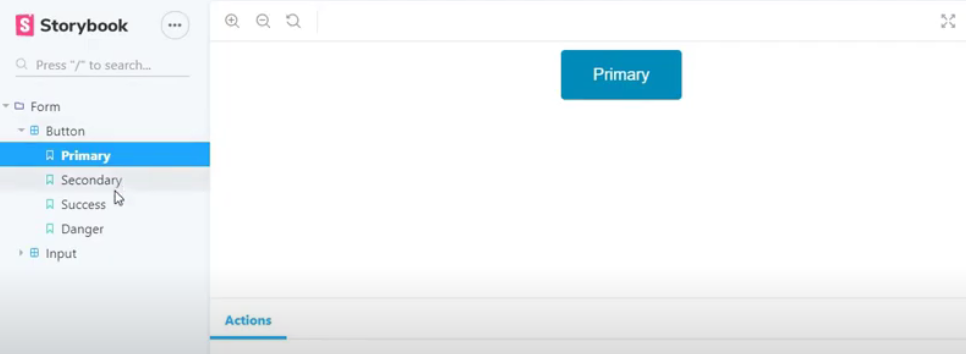 Storybook
Press "/" to search...
Form
Button
Primary
Secondary
Success
Danger
Input
Primary
Actions